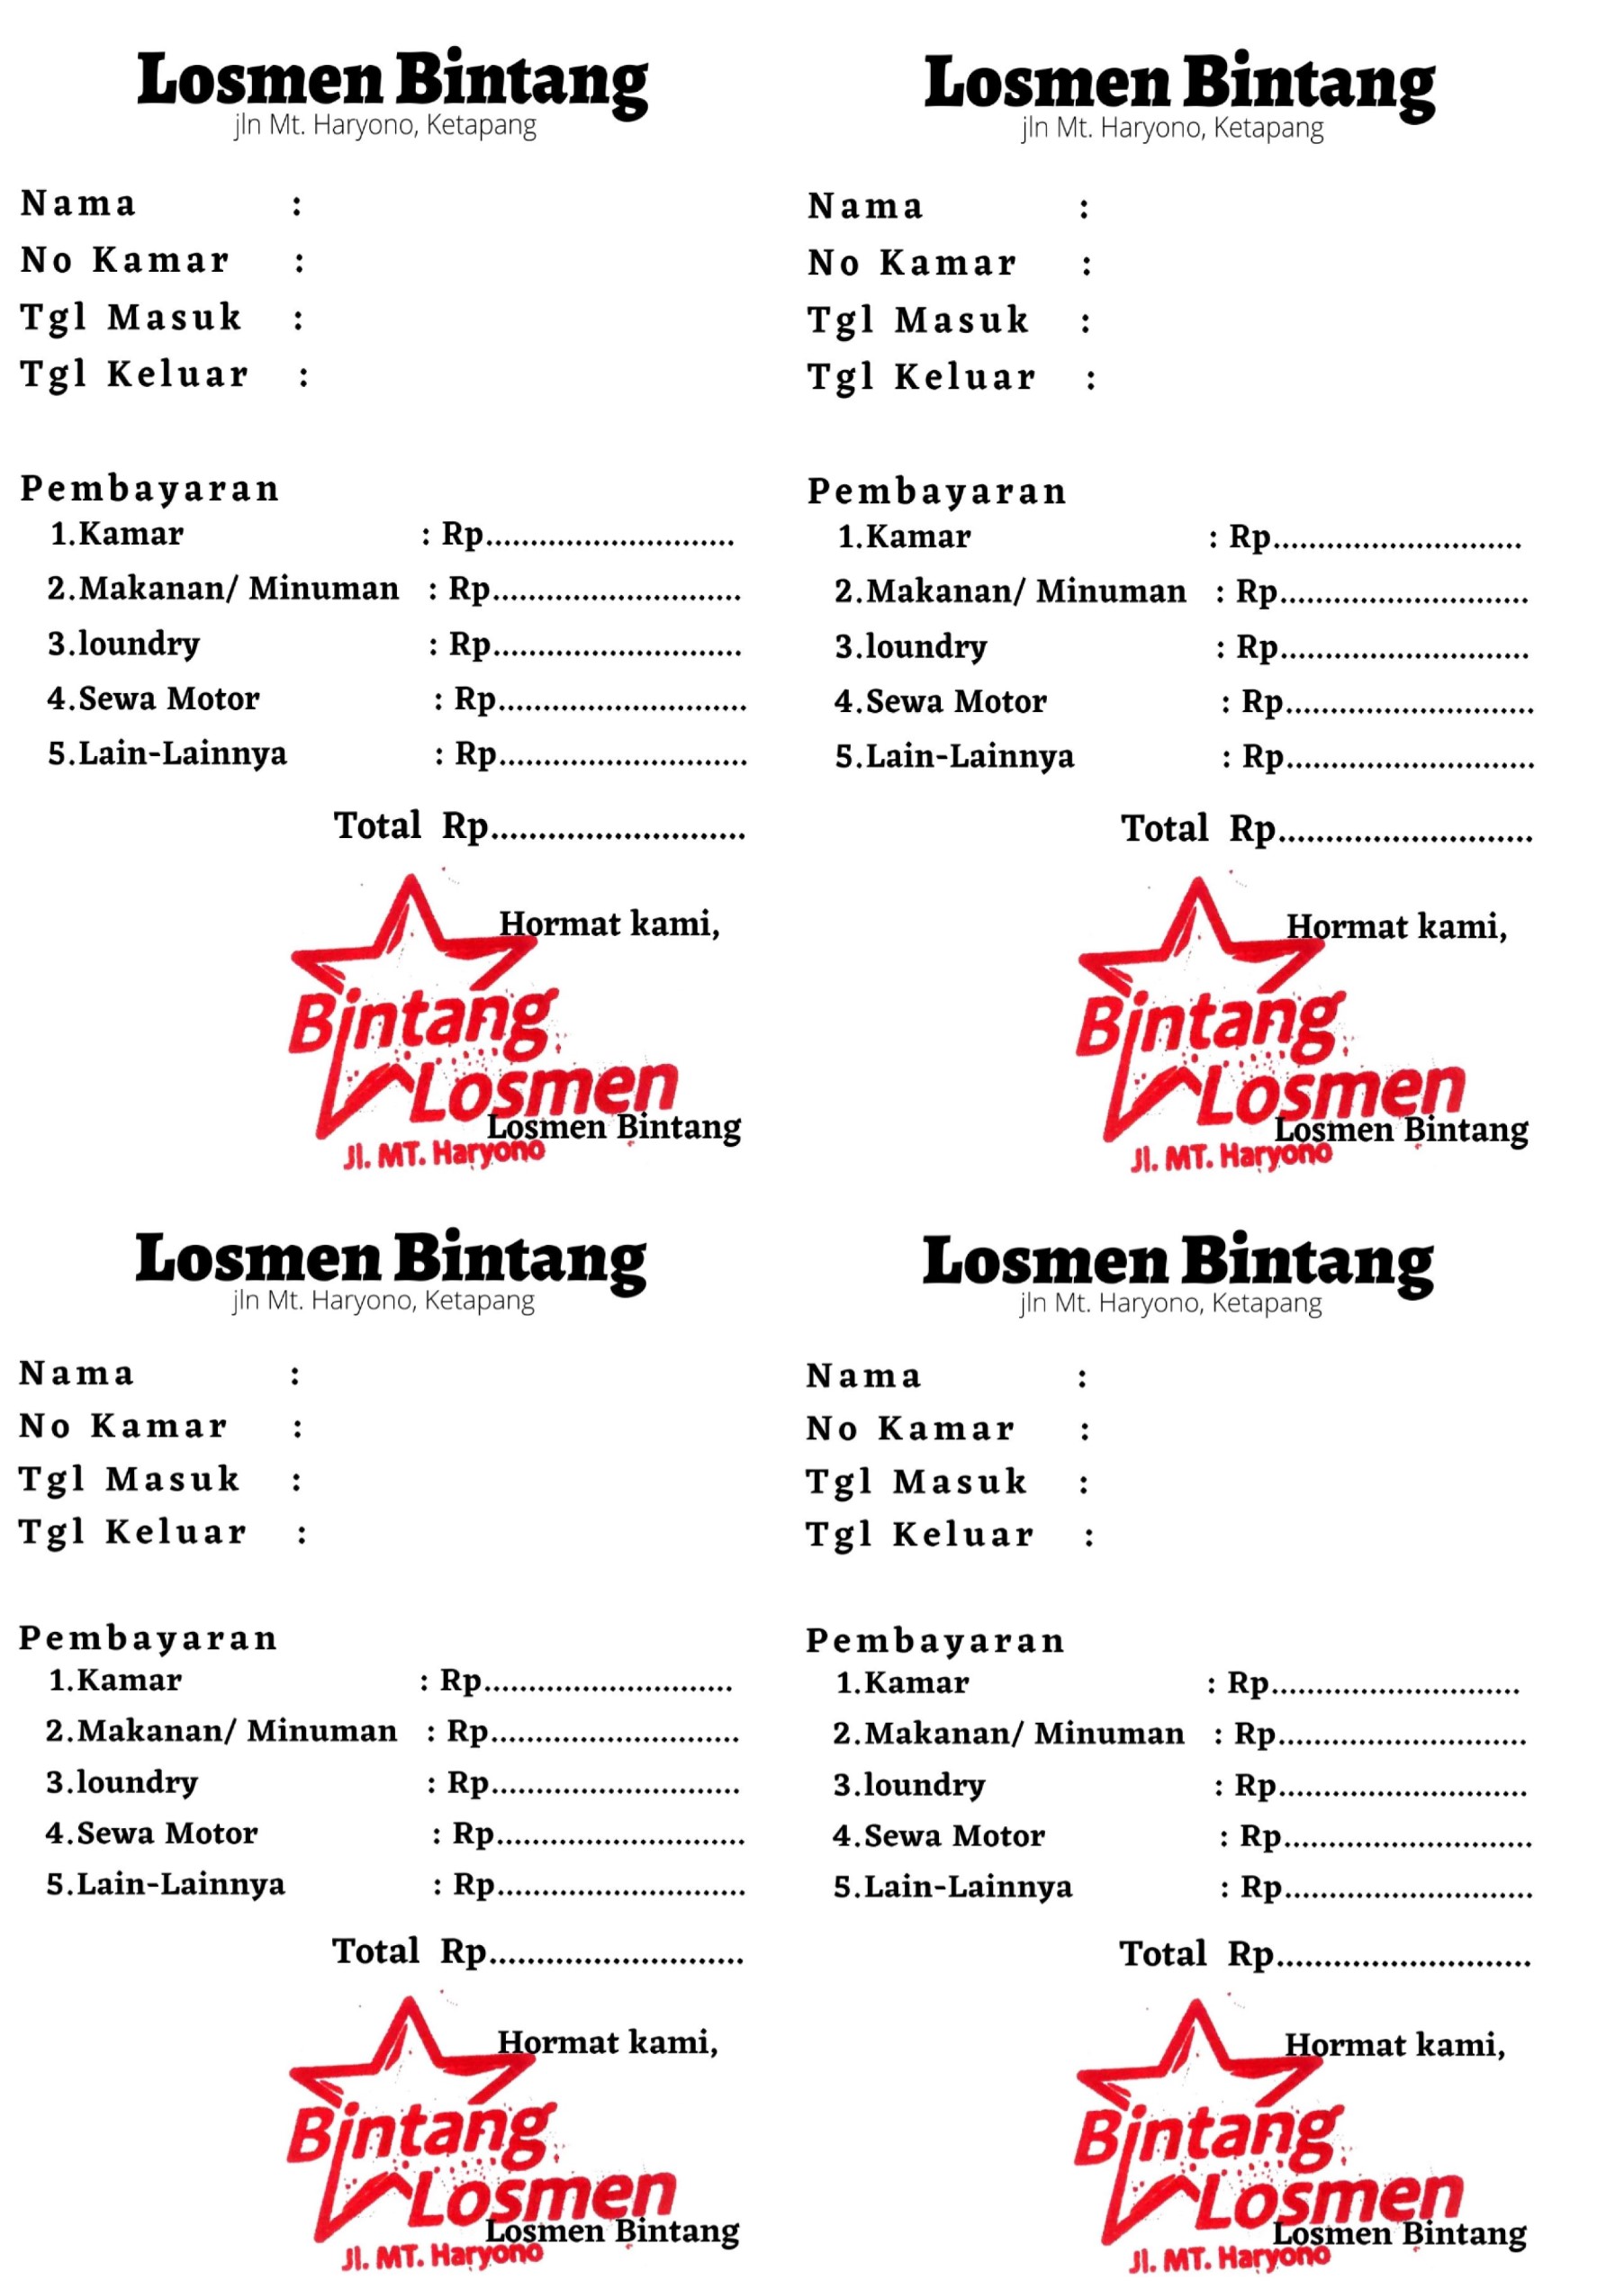 Losmen Bintang
jln Mt. Haryono, Ketapang
Nama :
No Kamar :
Tgl Masuk :
Tgl Keluar :
Pembayaran
1.Kamar : Rp...........................
2.Makanan/ Minuman : Rp...........................
3.loundry : Rp...........................
4.Sewa Motor : Rp...........................
5.Lain-Lainnya : Rp...........................
Total Rp...........................
Hormat kami,
Bintang
Losmen
Losmen Bintang
Jl. MT. Haryono
Losmen Bintang
jln Mt. Haryono, Ketapang
Nama :
No Kamar :
Tgl Masuk :
Tgl Keluar :
Pembayaran
1.Kamar : Rp...........................
2.Makanan/ Minuman : Rp...........................
3.loundry : Rp...........................
4.Sewa Motor : Rp...........................
5.Lain-Lainnya : Rp...........................
Total Rp...........................
Hormat kami,
Bintang
Losmen
Losmen Bintang
Jl. MT. Haryono
Losmen Bintang
jln Mt. Haryono, Ketapang
Nama :
No Kamar :
Tgl Masuk :
Tgl Keluar :
Pembayaran
1.Kamar : Rp...........................
2.Makanan/ Minuman : Rp...........................
3.loundry : Rp...........................
4.Sewa Motor : Rp...........................
5.Lain-Lainnya : Rp...........................
Total Rp...........................
Hormat kami,
Bintang
Losmen
Losmen Bintang
Jl. MT. Haryono
Losmen Bintang
jln Mt. Haryono, Ketapang
Nama :
No Kamar :
Tgl Masuk :
Tgl Keluar :
Pembayaran
1.Kamar : Rp...........................
2.Makanan/ Minuman : Rp...........................
3.loundry : Rp...........................
4.Sewa Motor : Rp...........................
5.Lain-Lainnya : Rp...........................
Total Rp...........................
Hormat kami,
Bintang
Losmen
Losmen Bintang
Jl. MT. Haryono